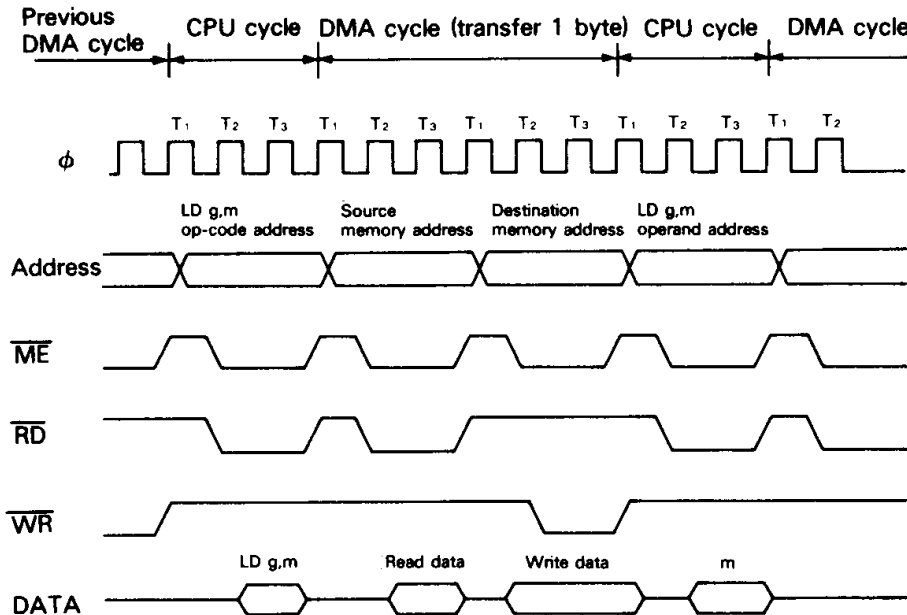 Previous
DMA cycle
CPU cycle
DMA cycle (transfer 1 byte)
CPU cycle
DMA cycle
T1 T2 T3 T1 T2 T3 T1 T2 T3 T1 T2 T3 T1 T2
ϕ
LD g,m
op-code address
Source
memory address
Destination
memory address
LD g,m
operand address
Address
ME
RD
WR
LD g,m
Read data
Write data
m
DATA